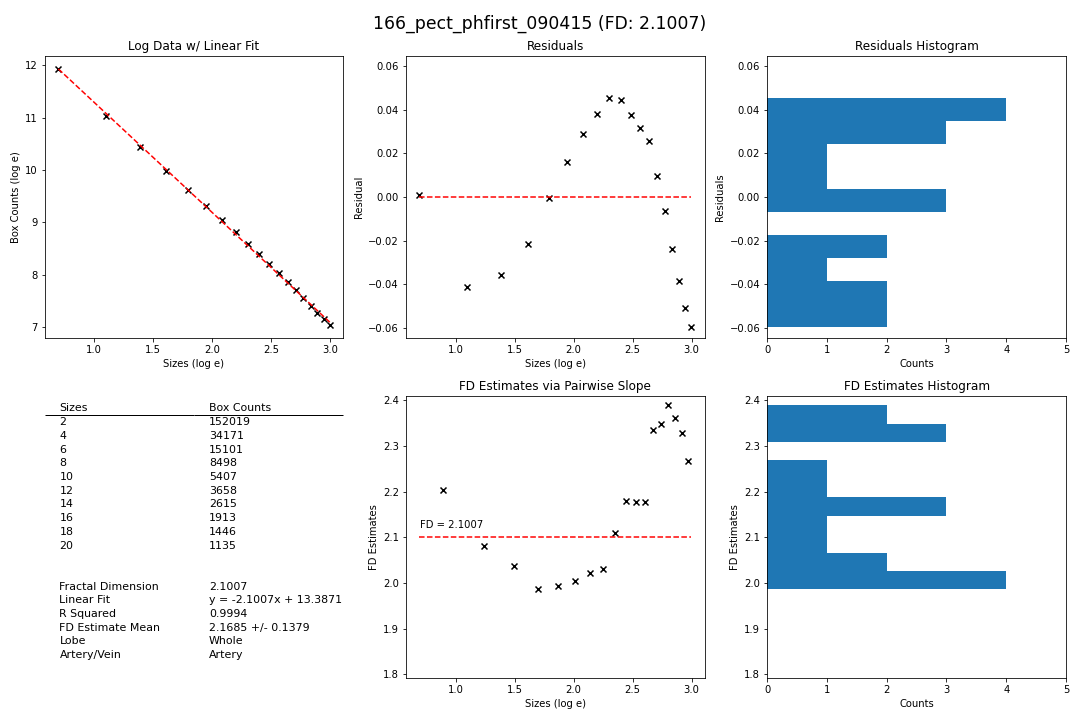 166_pect_phfirst_090415 (FD: 2.1007)
Log Data w/ Linear Fit
12
11
10
9
8
7
Box Counts (log e)
1.0 1.5 2.0 2.5 3.0
Sizes (log e)
Residuals
0.06
0.04
0.02
0.00
−0.02
−0.04
−0.06
Residual
1.0 1.5 2.0 2.5 3.0
Sizes (log e)
Residuals Histogram
0.06
0.04
0.02
0.00
−0.02
−0.04
−0.06
Residuals
0 1 2 3 4 5
Counts
Sizes Box Counts
2 152019
4 34171
6 15101
8 8498
10 5407
12 3658
14 2615
16 1913
18 1446
20 1135
Fractal Dimension 2.1007
Linear Fit y = -2.1007x + 13.3871
R Squared 0.9994
FD Estimate Mean 2.1685 +/- 0.1379
Lobe Whole
Artery/Vein Artery
FD Estimates via Pairwise Slope
2.4
2.3
2.2
2.1
2.0
1.9
1.8
FD Estimates
FD = 2.1007
1.0 1.5 2.0 2.5 3.0
Sizes (log e)
FD Estimates Histogram
2.4
2.3
2.2
2.1
2.0
1.9
1.8
FD Estimates
0 1 2 3 4 5
Counts